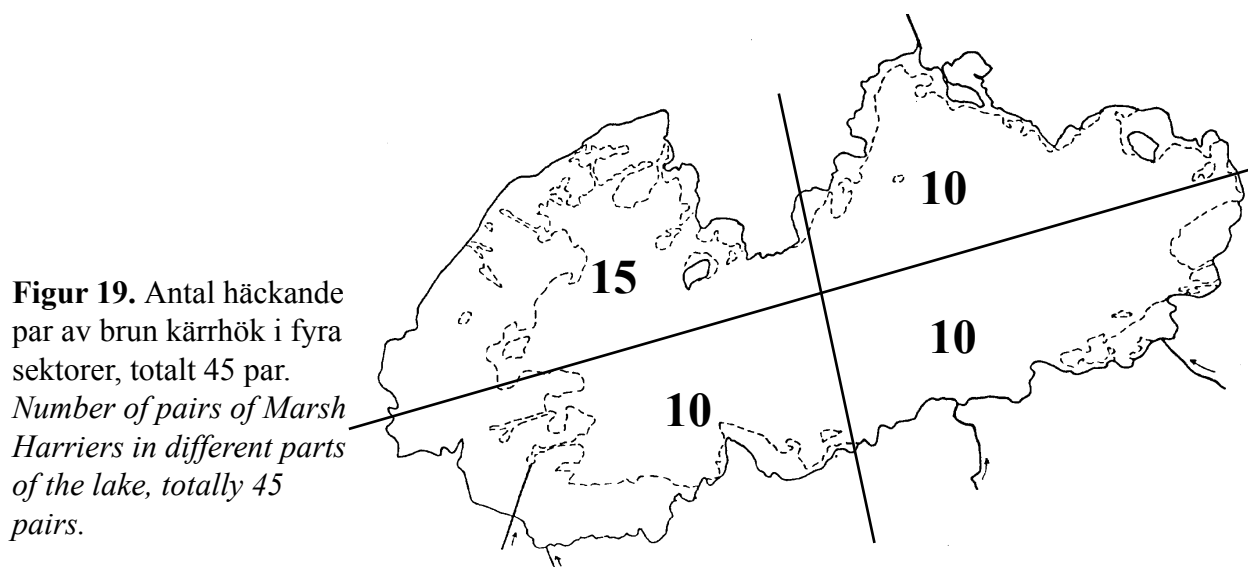 Figur 19. Antal häckande
par av brun kärrhök i fyra
sektorer, totalt 45 par.
Number of pairs of Marsh
Harriers in different parts
of the lake, totally 45
pairs.
15
10
10
10